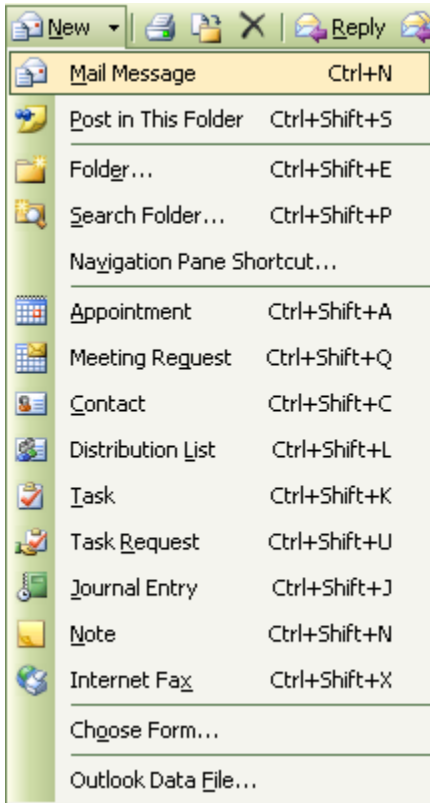 New Reply
Mail Message Ctrl+N
Post in This Folder Ctrl+Shift+S
Folder... Ctrl+Shift+E
Search Folder... Ctrl+Shift+P
Navigation Pane Shortcut...
Appointment Ctrl+Shift+A
Meeting Request Ctrl+Shift+Q
Contact Ctrl+Shift+C
Distribution List Ctrl+Shift+L
Task Ctrl+Shift+K
Task Request Ctrl+Shift+U
Journal Entry Ctrl+Shift+J
Note Ctrl+Shift+N
Internet Fax Ctrl+Shift+X
Choose Form...
Outlook Data File...